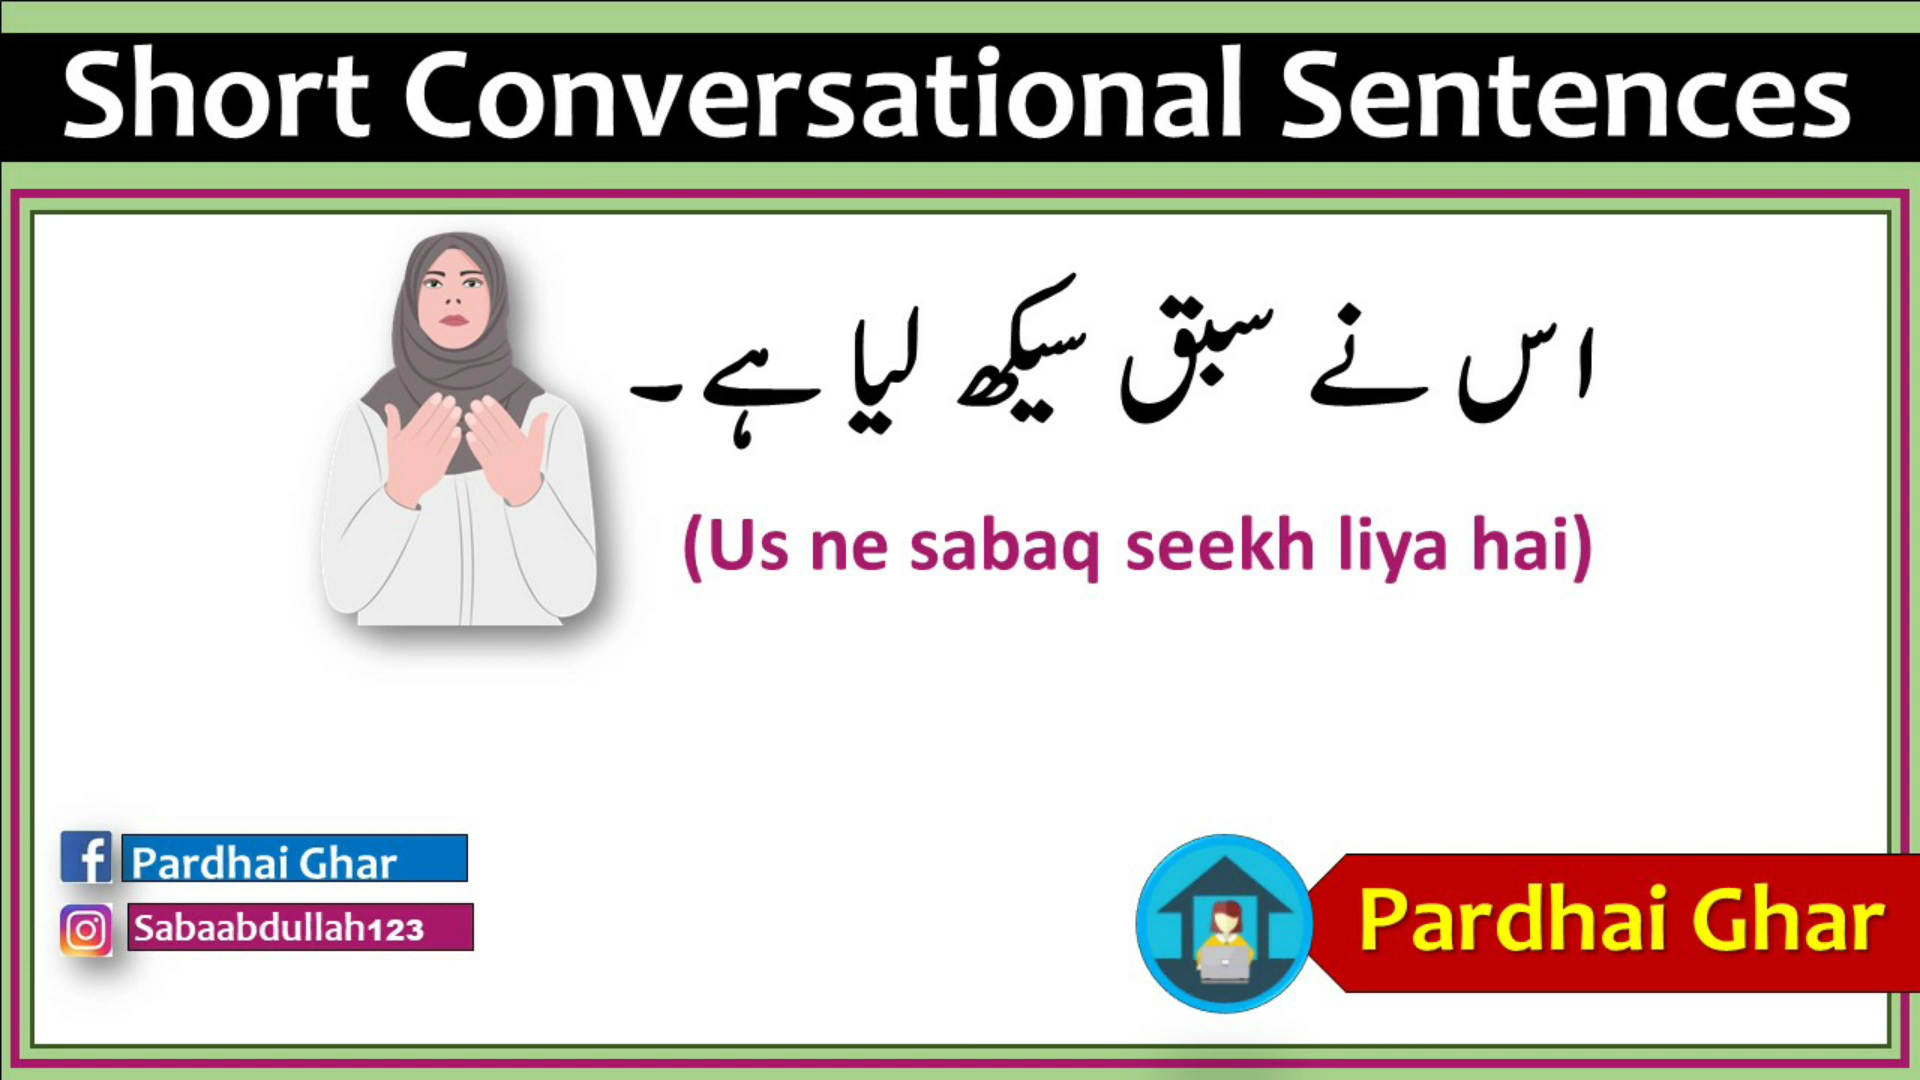 Short Conversational Sentences
اس نے سبق سیکھ لیا ہے۔
(Us ne sabaq seekh liya hai)
f Pardhai Ghar
Sabaabdullah123
Pardhai Ghar